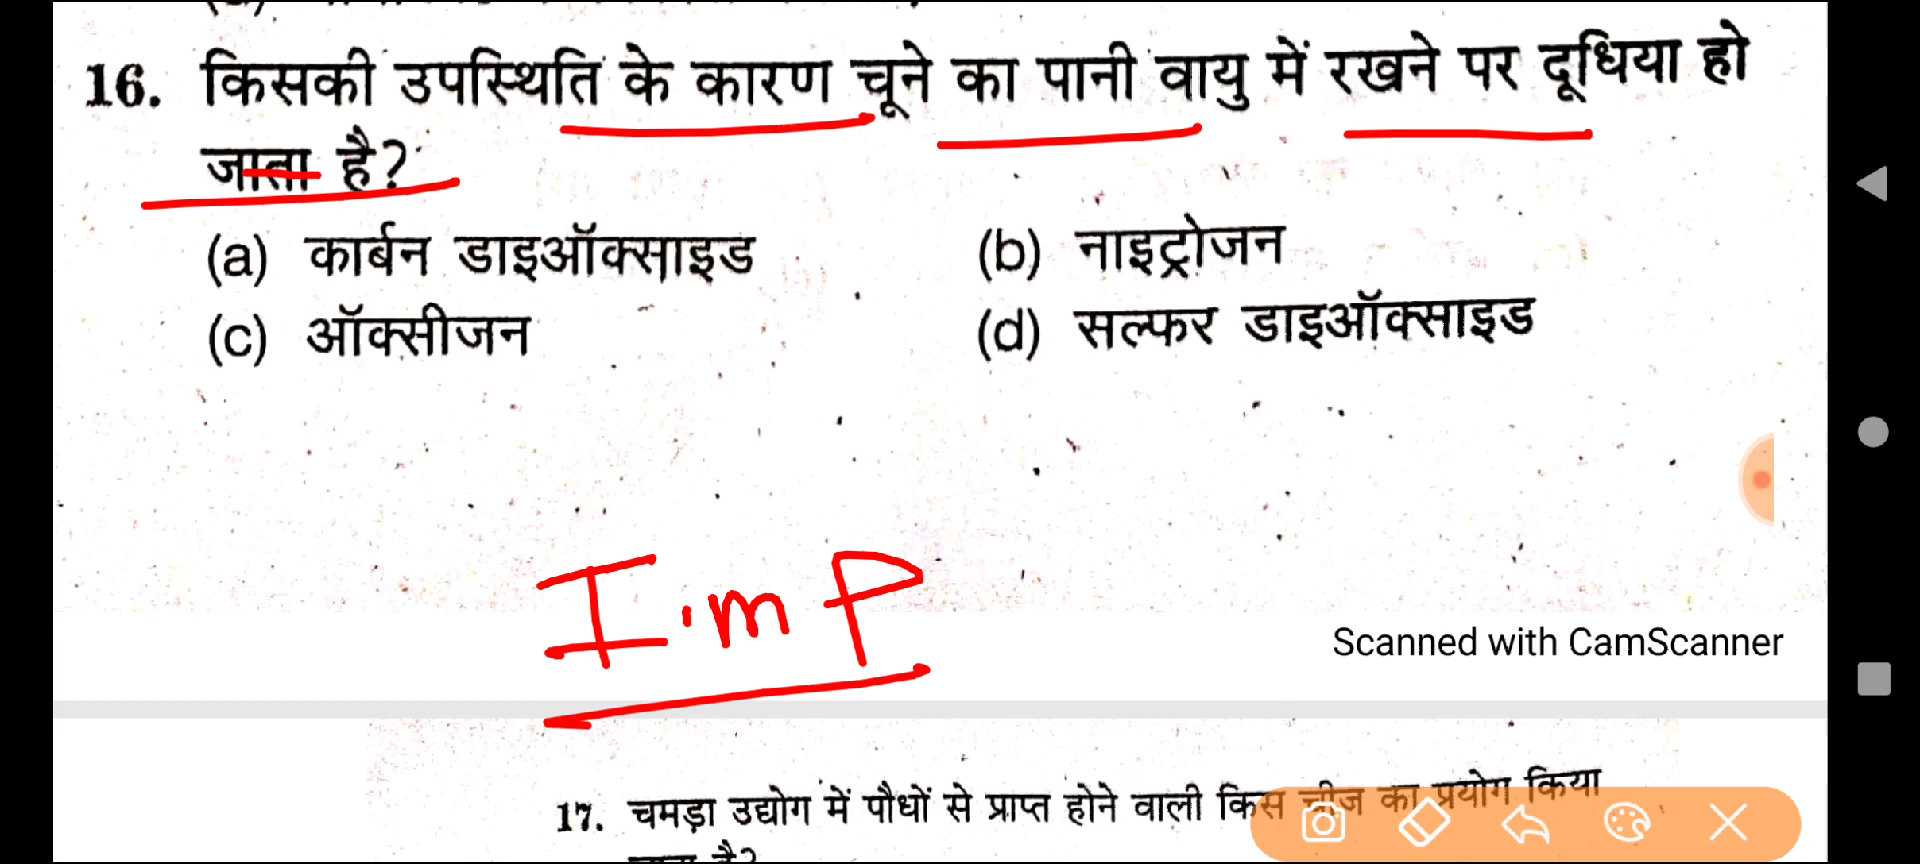 16. किसकी उपस्थिति के कारण चूने का पानी वायु में रखने पर दूधिया हो
जाता है?
(a) कार्बन डाइऑक्साइड (b) नाइट्रोजन
(c) ऑक्सीजन (d) सल्फर डाइऑक्साइड
I.mP
Scanned with CamScanner
17. चमड़ा उद्योग में पौधों से प्राप्त होने वाली किस चीज का प्रयोग किया